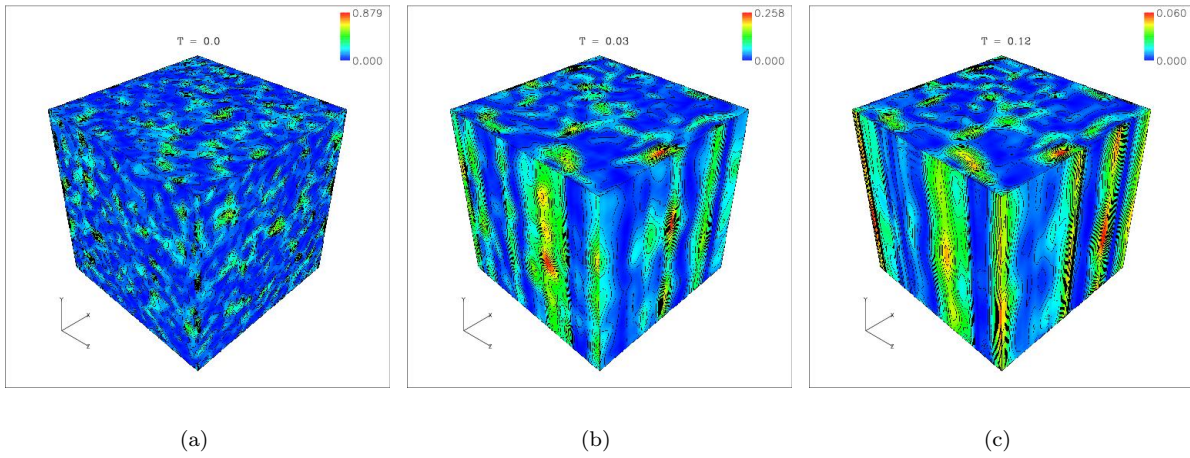 0.879
T = 0.0
0.000
Y
X
Z
0.258
T = 0.03
0.000
Y
X
Z
0.060
T = 0.12
0.000
Y
X
Z
(a)
(b)
(c)